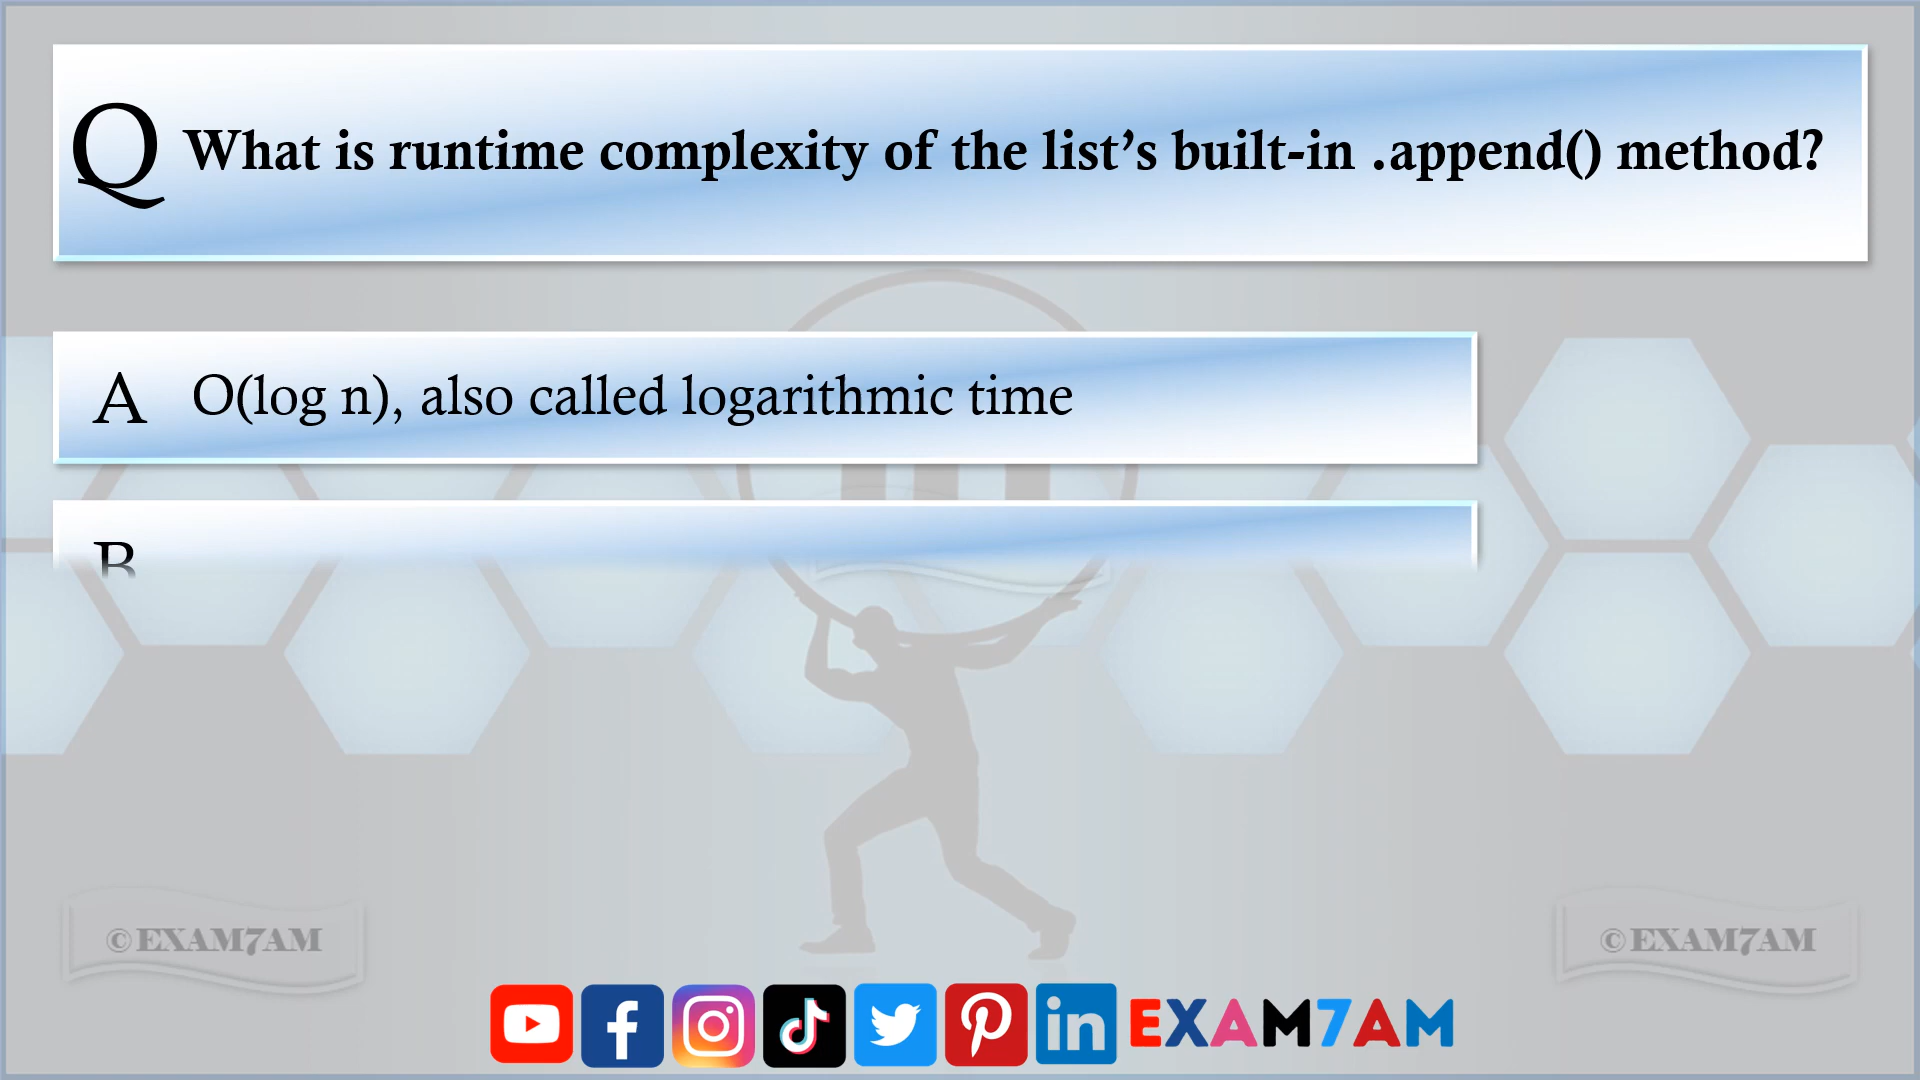 Q What is runtime complexity of the list’s built-in .append() method?
A O(log n), also called logarithmic time
B
©EXAM7AM
©EXAM7AM
EXAM7AM